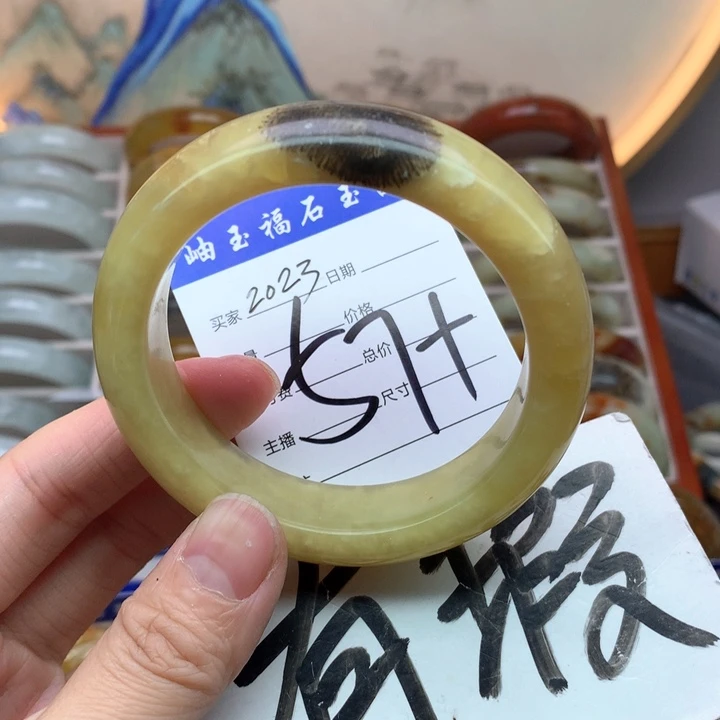 岫玉福石玉
买家 2023 日期
价格
57+
总价
费
尺寸
主播
有瑕